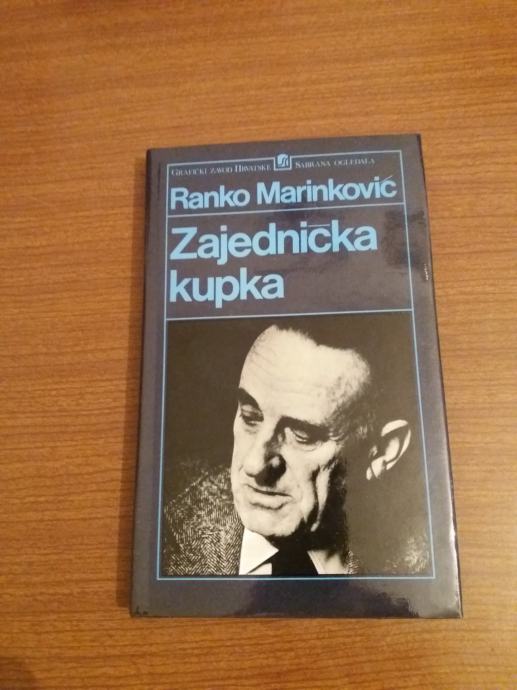 GRAFIČKI ZAVOD HRVATSKE SABRANA OGLEDALA
Ranko Marinković
Zajednička
kupka